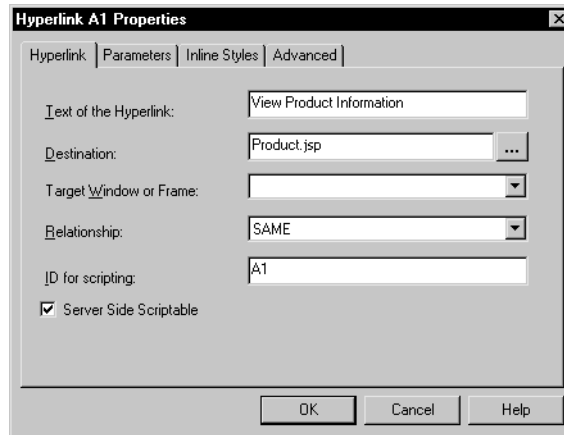 Hyperlink A1 Properties
Hyperlink Parameters Inline Styles Advanced
Text of the Hyperlink: View Product Information
Destination: Product.jsp ...
Target Window or Frame:
Relationship: SAME
ID for scripting: A1
Server Side Scriptable
OK Cancel Help